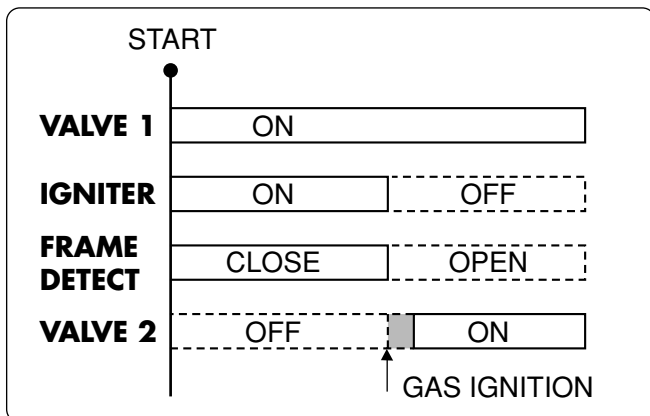 START
VALVE 1 ON
IGNITER ON OFF
FRAME
DETECT CLOSE OPEN
VALVE 2 OFF ON
GAS IGNITION